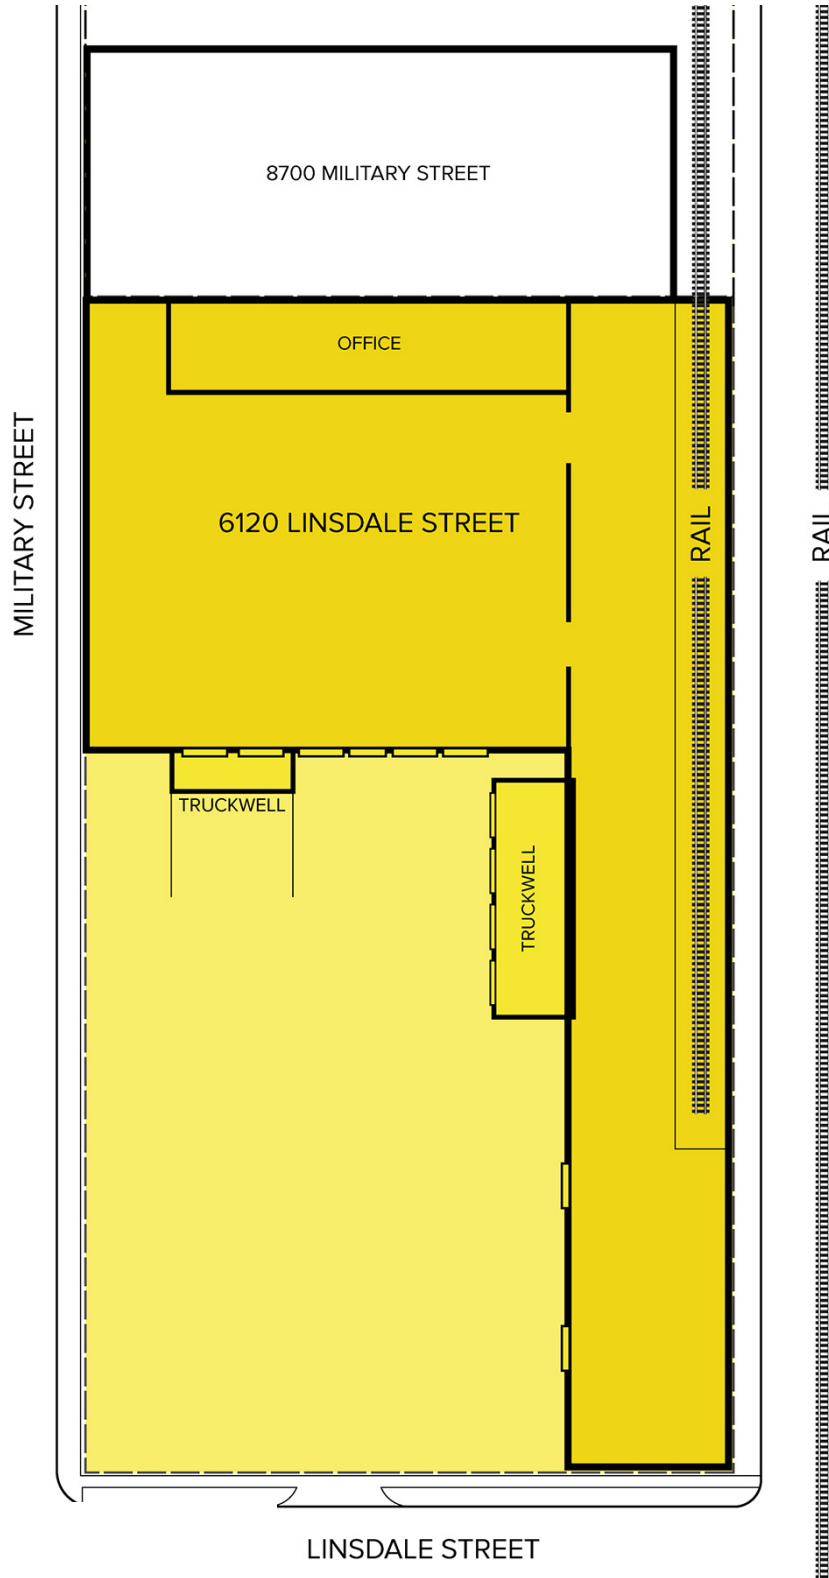 8700 MILITARY STREET
OFFICE
MILITARY STREET
6120 LINSDALE STREET
RAIL
RAIL
TRUCKWELL
TRUCKWELL
LINSDALE STREET